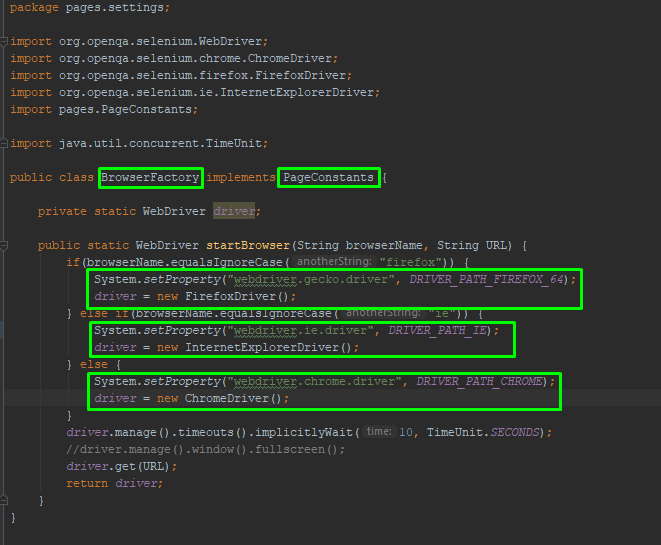 package pages.settings;
import org.openqa.selenium.WebDriver;
import org.openqa.selenium.chrome.ChromeDriver;
import org.openqa.selenium.firefox.FirefoxDriver;
import org.openqa.selenium.ie.InternetExplorerDriver;
import pages.PageConstants;
import java.util.concurrent.TimeUnit;
public class BrowserFactory implements PageConstants {
private static WebDriver driver;
public static WebDriver startBrowser(String browserName, String URL) {
if(browserName.equalsIgnoreCase( anotherString: "firefox")) {
System.setProperty("webdriver.gecko.driver", DRIVER_PATH_FIREFOX_64);
driver = new FirefoxDriver();
} else if(browserName.equalsIgnoreCase( anotherString: "ie")) {
System.setProperty("webdriver.ie.driver", DRIVER_PATH_IE);
driver = new InternetExplorerDriver();
} else {
System.setProperty("webdriver.chrome.driver", DRIVER_PATH_CHROME);
driver = new ChromeDriver();
}
driver.manage().timeouts().implicitlyWait( time: 10, TimeUnit.SECONDS);
//driver.manage().window().fullscreen();
driver.get(URL);
return driver;
}
}